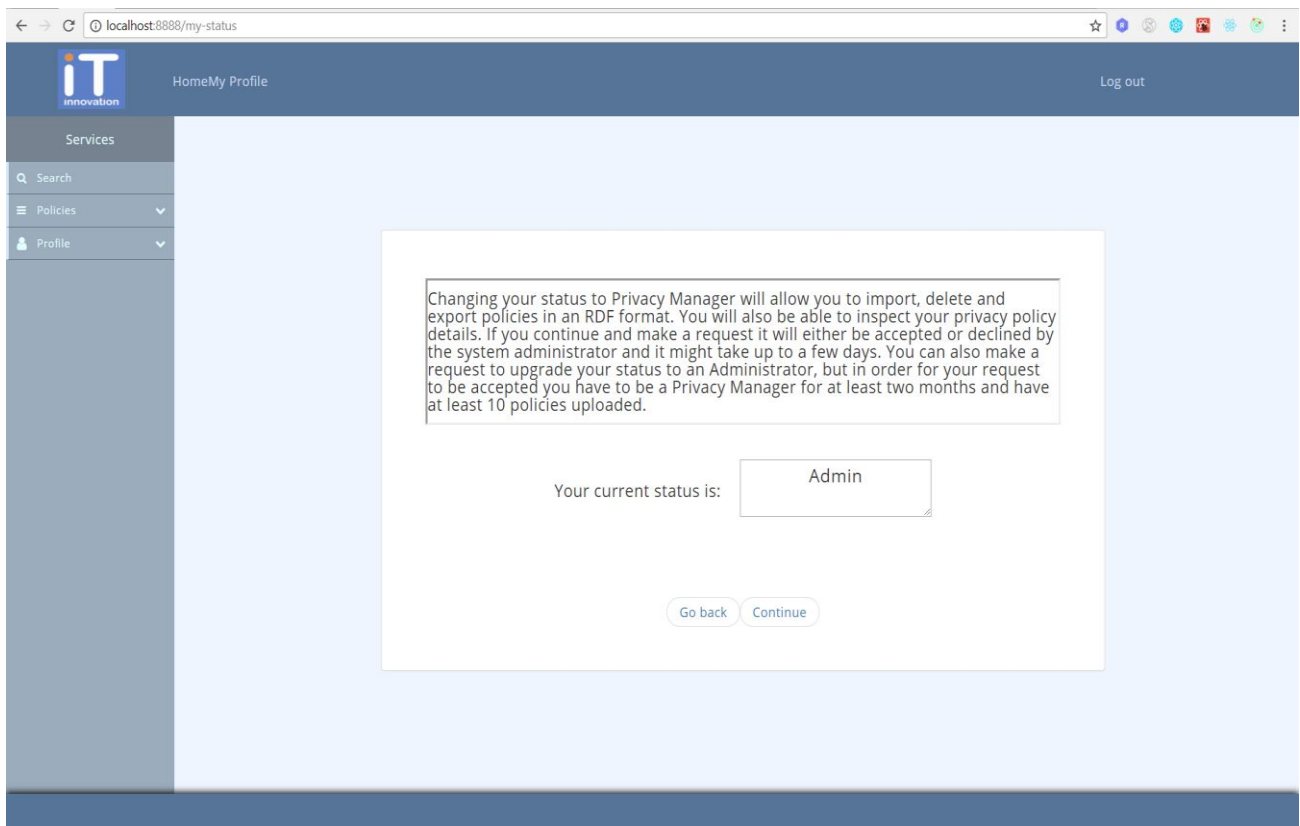 localhost:8888/my-status
iT
innovation
HomeMy Profile
Log out
Services
Search
Policies
Profile
Changing your status to Privacy Manager will allow you to import, delete and
export policies in an RDF format. You will also be able to inspect your privacy policy
details. If you continue and make a request it will either be accepted or declined by
the system administrator and it might take up to a few days. You can also make a
request to upgrade your status to an Administrator, but in order for your request
to be accepted you have to be a Privacy Manager for at least two months and have
at least 10 policies uploaded.
Your current status is:
Admin
Go back
Continue